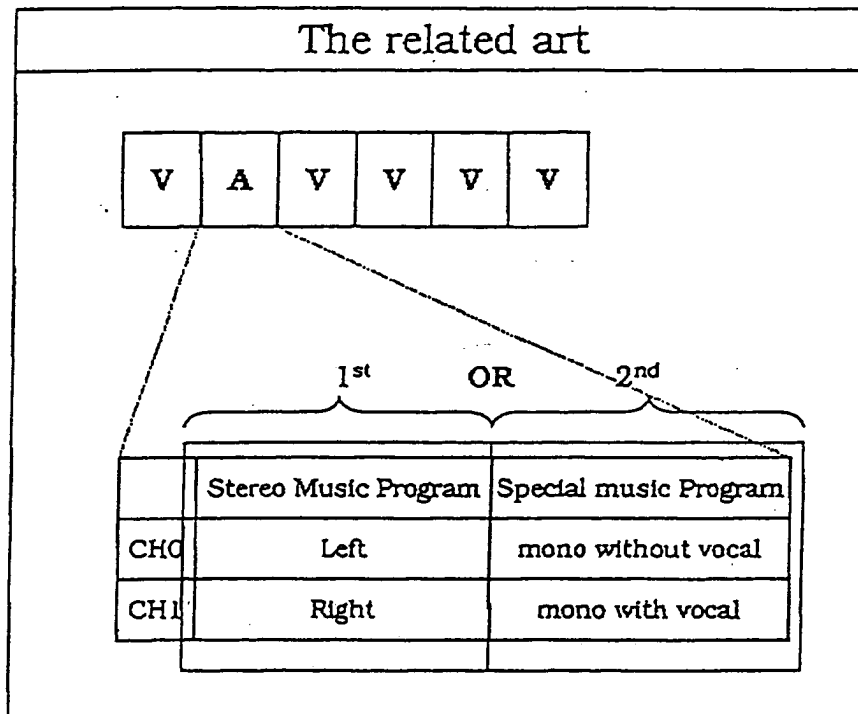 The related art
V A V V V V
1st OR 2nd
Stereo Music Program Special music Program
CH0 Left mono without vocal
CH1 Right mono with vocal